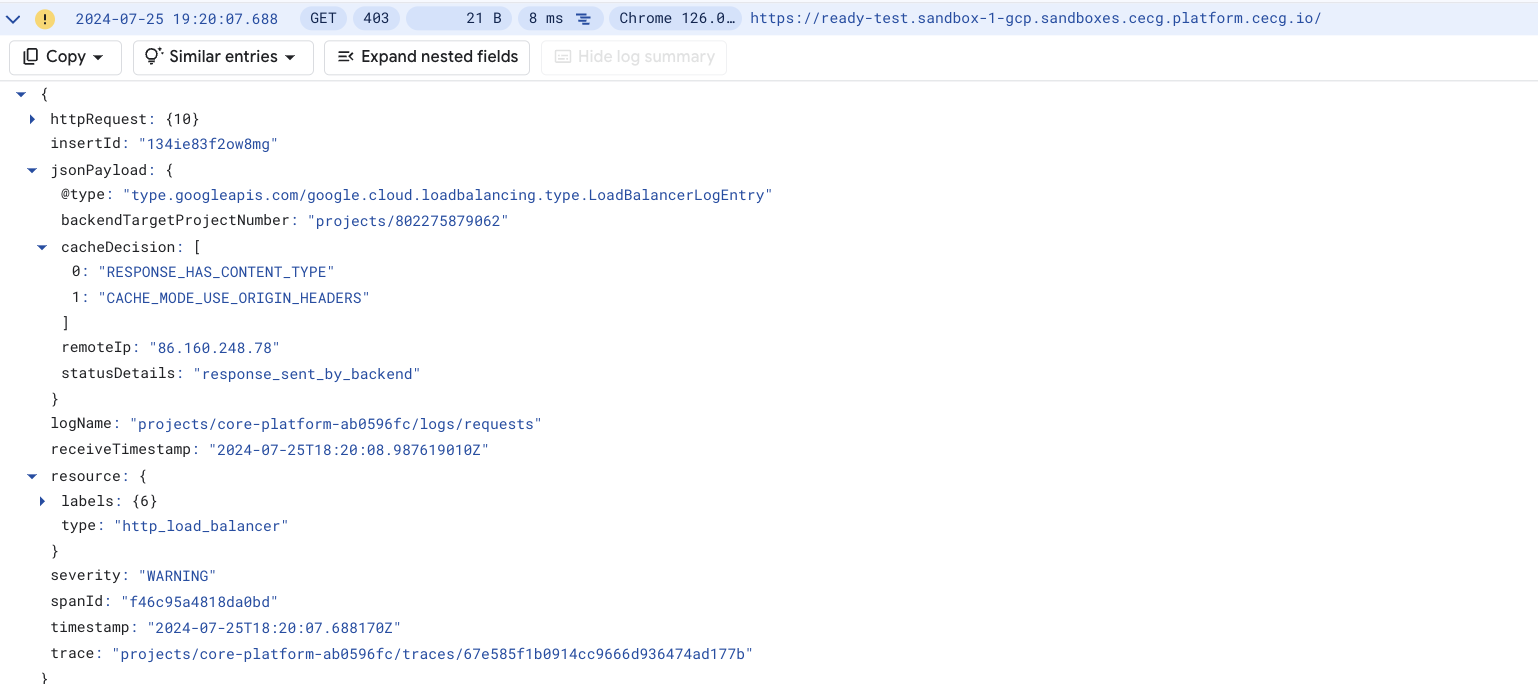 2024-07-25 19:20:07.688 GET 403 21 B 8 ms Chrome 126.0… https://ready-test.sandbox-1-gcp.sandboxes.cecg.platform.cecg.io/
Copy Similar entries Expand nested fields Hide log summary
{
httpRequest: {10}
insertId: "134ie83f2ow8mg"
jsonPayload: {
@type: "type.googleapis.com/google.cloud.loadbalancing.type.LoadBalancerLogEntry"
backendTargetProjectNumber: "projects/802275879062"
cacheDecision: [
0: "RESPONSE_HAS_CONTENT_TYPE"
1: "CACHE_MODE_USE_ORIGIN_HEADERS"
]
remoteIp: "86.160.248.78"
statusDetails: "response_sent_by_backend"
}
logName: "projects/core-platform-ab0596fc/logs/requests"
receiveTimestamp: "2024-07-25T18:20:08.987619010Z"
resource: {
labels: {6}
type: "http_load_balancer"
}
severity: "WARNING"
spanId: "f46c95a4818da0bd"
timestamp: "2024-07-25T18:20:07.688170Z"
trace: "projects/core-platform-ab0596fc/traces/67e585f1b0914cc9666d936474ad177b"
}